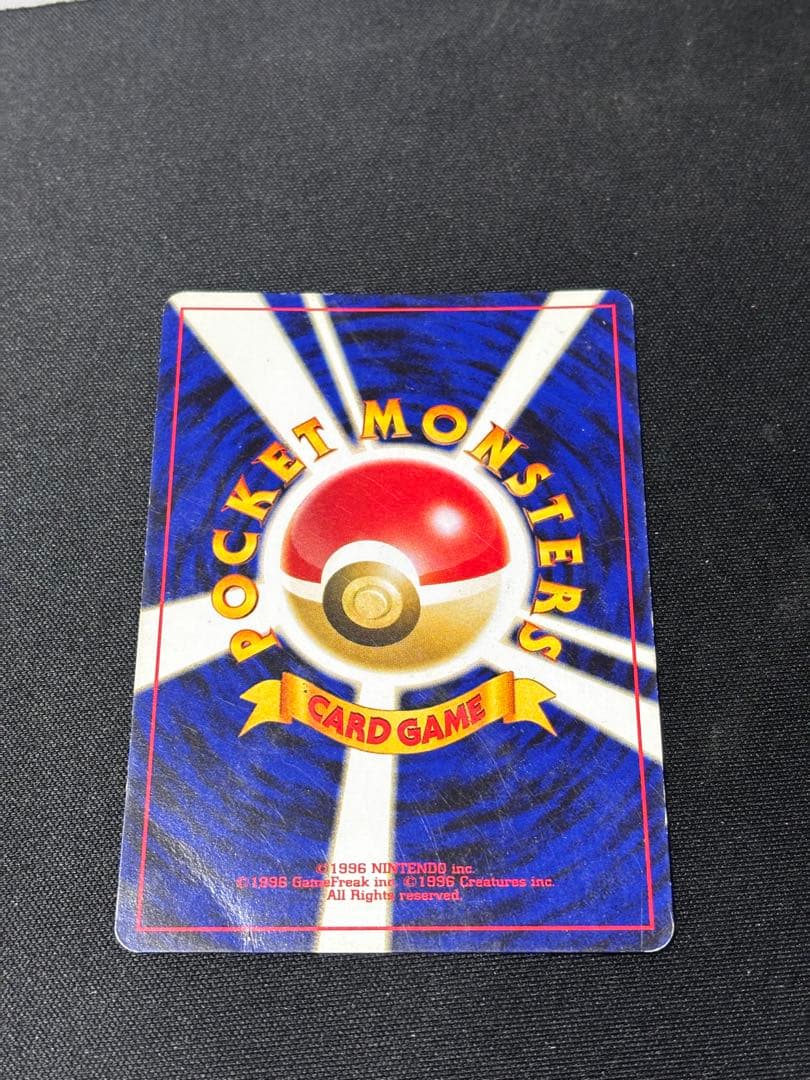 POCKET MONSTERS
CARD GAME
©1996 NINTENDO inc.
©1996 GameFreak inc. ©1996 Creatures inc.
All Rights reserved.